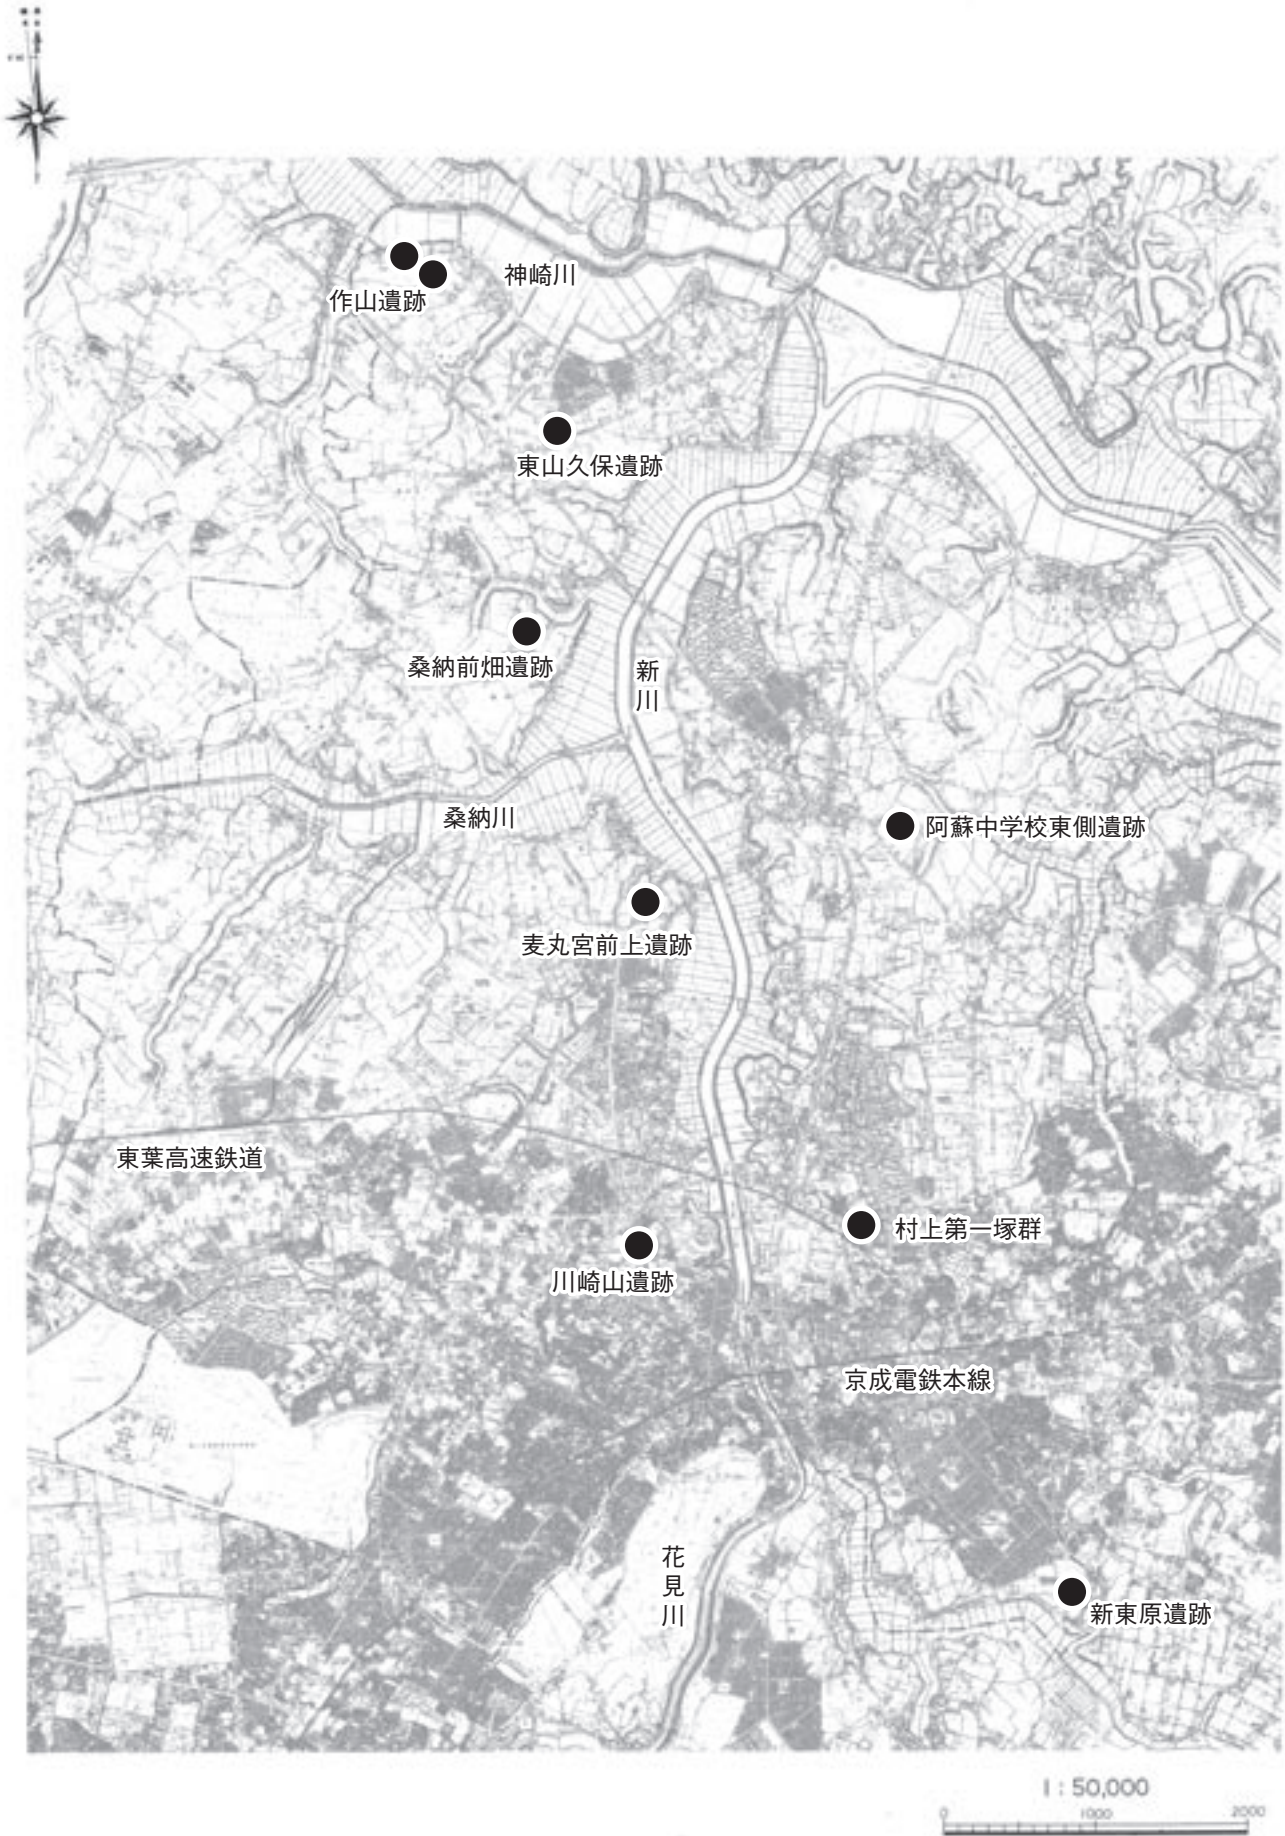 神崎川
作山遺跡
東山久保遺跡
桑納前畑遺跡
新川
桑納川
阿蘇中学校東側遺跡
麦丸宮前上遺跡
東葉高速鉄道
村上第一塚群
川崎山遺跡
京成電鉄本線
花見川
新東原遺跡
1：50,000
0 1000 2000